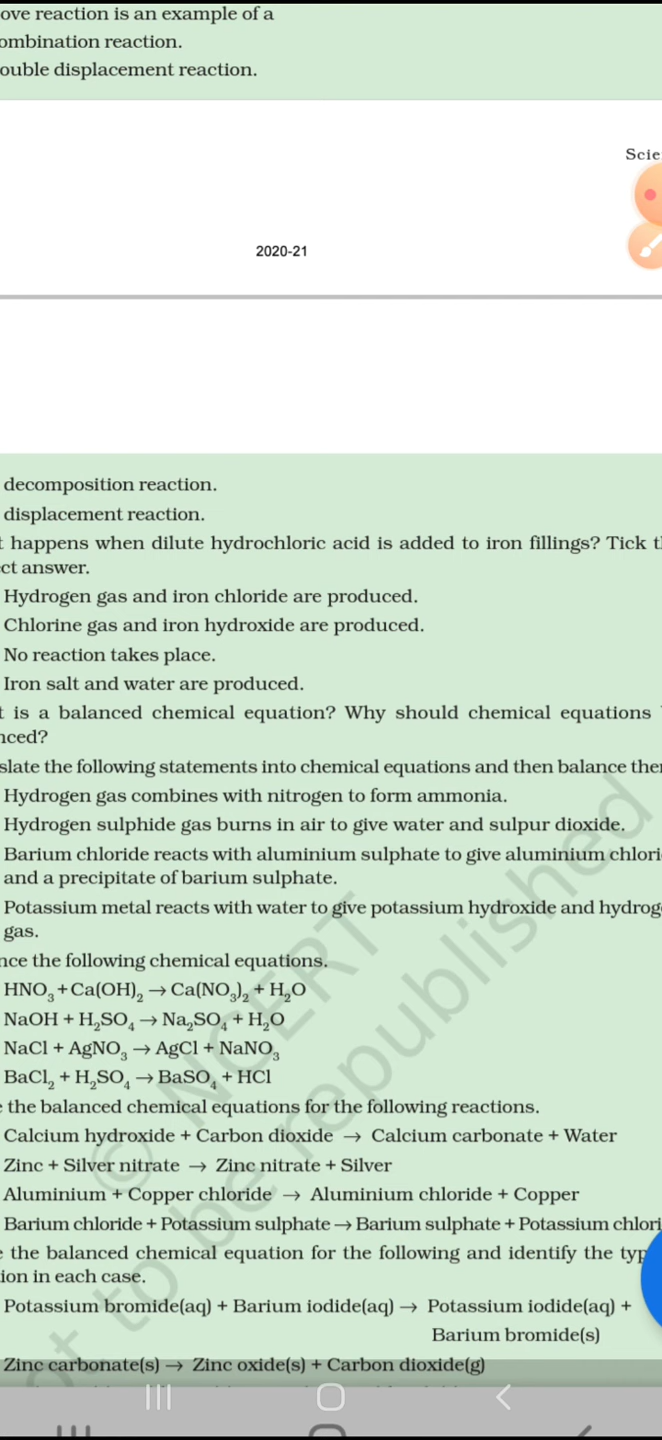 ove reaction is an example of a
ombination reaction.
ouble displacement reaction.
Scie
2020-21
decomposition reaction.
displacement reaction.
t happens when dilute hydrochloric acid is added to iron fillings? Tick t
ct answer.
Hydrogen gas and iron chloride are produced.
Chlorine gas and iron hydroxide are produced.
No reaction takes place.
Iron salt and water are produced.
t is a balanced chemical equation? Why should chemical equations
nced?
slate the following statements into chemical equations and then balance the
Hydrogen gas combines with nitrogen to form ammonia.
Hydrogen sulphide gas burns in air to give water and sulpur dioxide.
Barium chloride reacts with aluminium sulphate to give aluminium chlori
and a precipitate of barium sulphate.
Potassium metal reacts with water to give potassium hydroxide and hydrog
gas.
nce the following chemical equations.
HNO₃ + Ca(OH)₂ → Ca(NO₃)₂ + H₂O
NaOH + H₂SO₄ → Na₂SO₄ + H₂O
NaCl + AgNO₃ → AgCl + NaNO₃
BaCl₂ + H₂SO₄ → BaSO₄ + HCl
e the balanced chemical equations for the following reactions.
Calcium hydroxide + Carbon dioxide → Calcium carbonate + Water
Zinc + Silver nitrate → Zinc nitrate + Silver
Aluminium + Copper chloride → Aluminium chloride + Copper
Barium chloride + Potassium sulphate → Barium sulphate + Potassium chlori
e the balanced chemical equation for the following and identify the typ
ion in each case.
Potassium bromide(aq) + Barium iodide(aq) → Potassium iodide(aq) +
Barium bromide(s)
Zinc carbonate(s) → Zinc oxide(s) + Carbon dioxide(g)
© NCERT
not to be republished